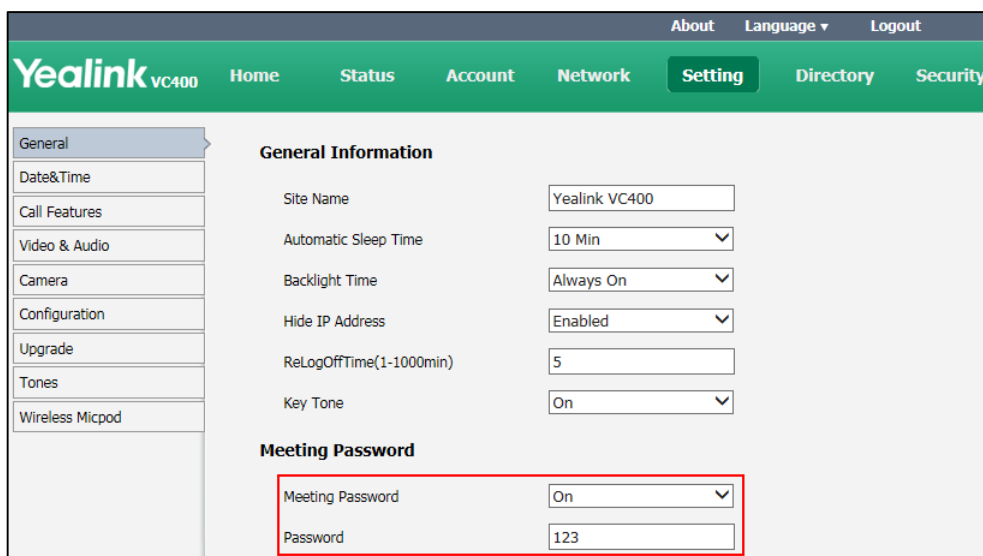 About Language Logout
Yealink VC400 Home Status Account Network Setting Directory Security
General
Date&Time
Call Features
Video & Audio
Camera
Configuration
Upgrade
Tones
Wireless Micpod
General Information
Site Name Yealink VC400
Automatic Sleep Time 10 Min
Backlight Time Always On
Hide IP Address Enabled
ReLogOffTime(1-1000min) 5
Key Tone On
Meeting Password
Meeting Password On
Password 123